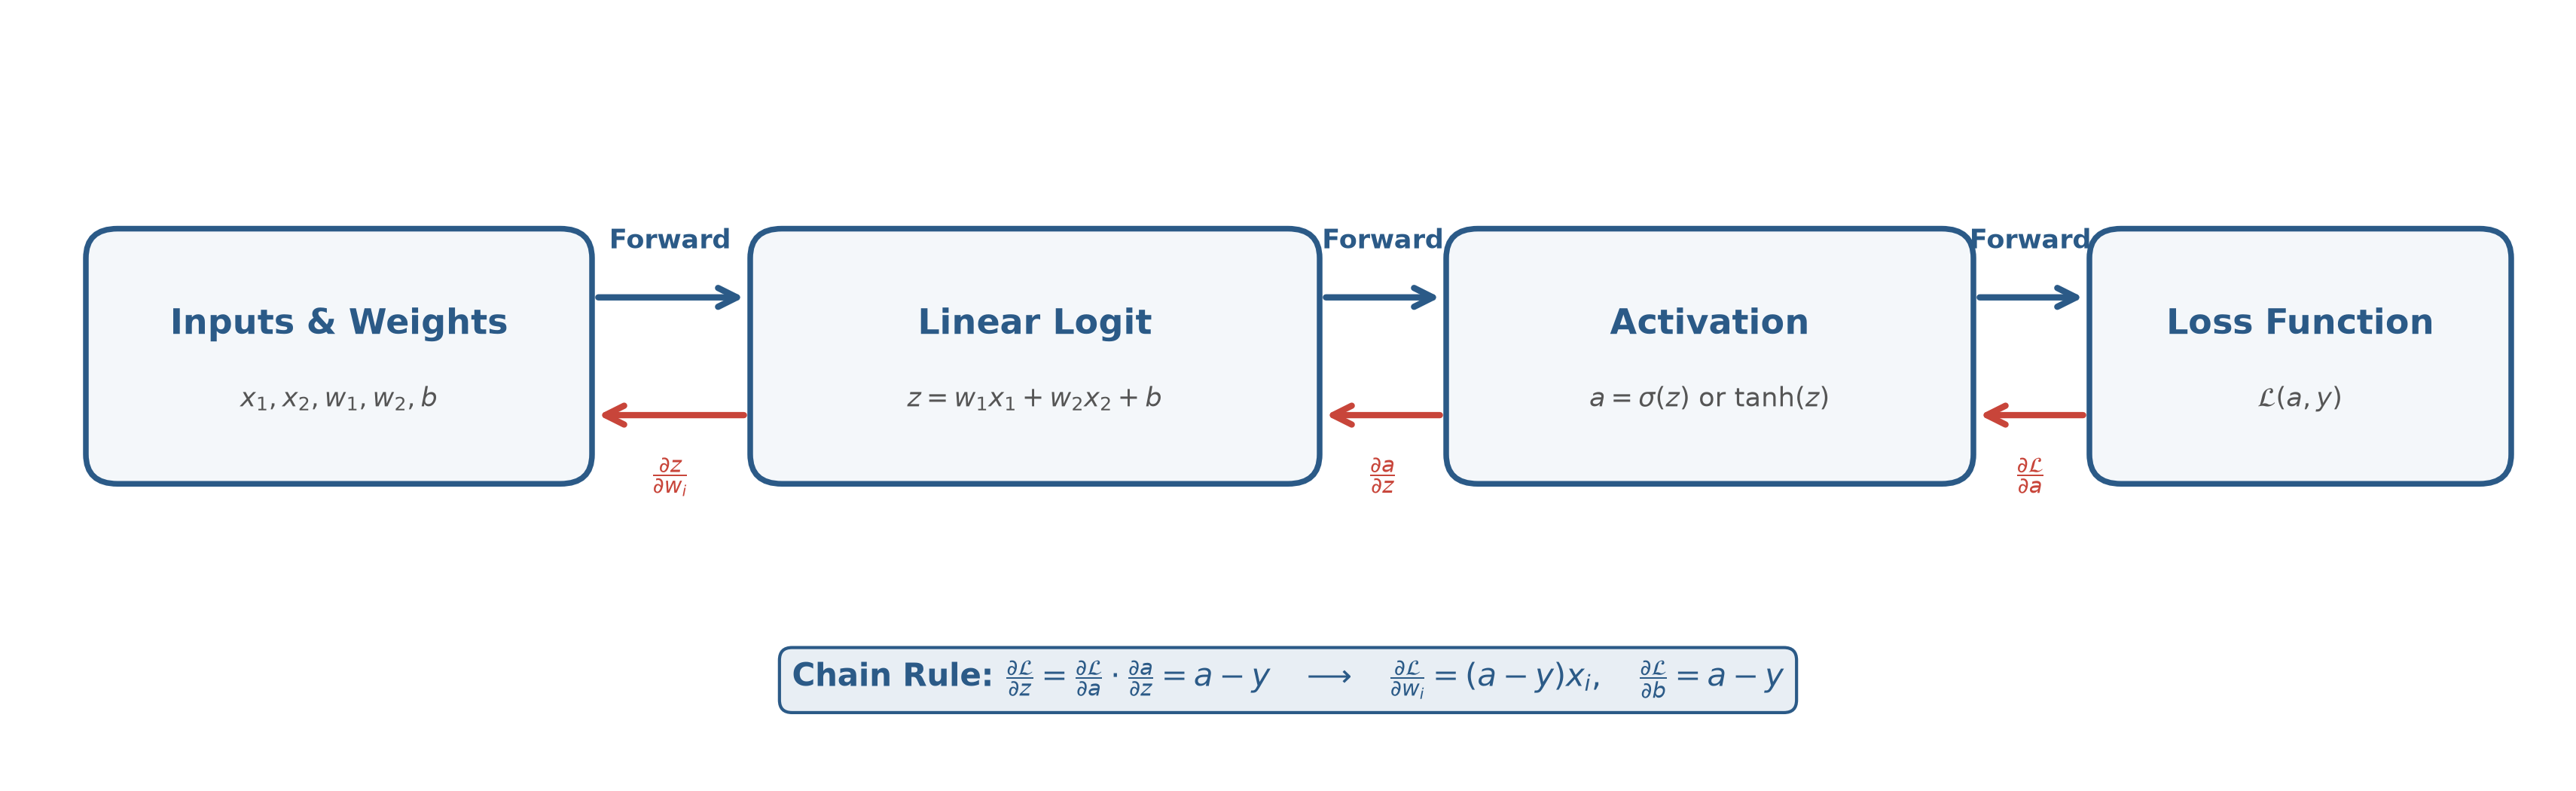 Forward Forward Forward
Inputs & Weights
x₁, x₂, w₁, w₂, b
Linear Logit
z = w₁x₁ + w₂x₂ + b
Activation
a = σ(z) or tanh(z)
Loss Function
ℒ(a, y)
∂z/∂wᵢ
∂a/∂z
∂ℒ/∂a
Chain Rule: ∂ℒ/∂z = ∂ℒ/∂a · ∂a/∂z = a − y ⟶ ∂ℒ/∂wᵢ = (a − y)xᵢ, ∂ℒ/∂b = a − y